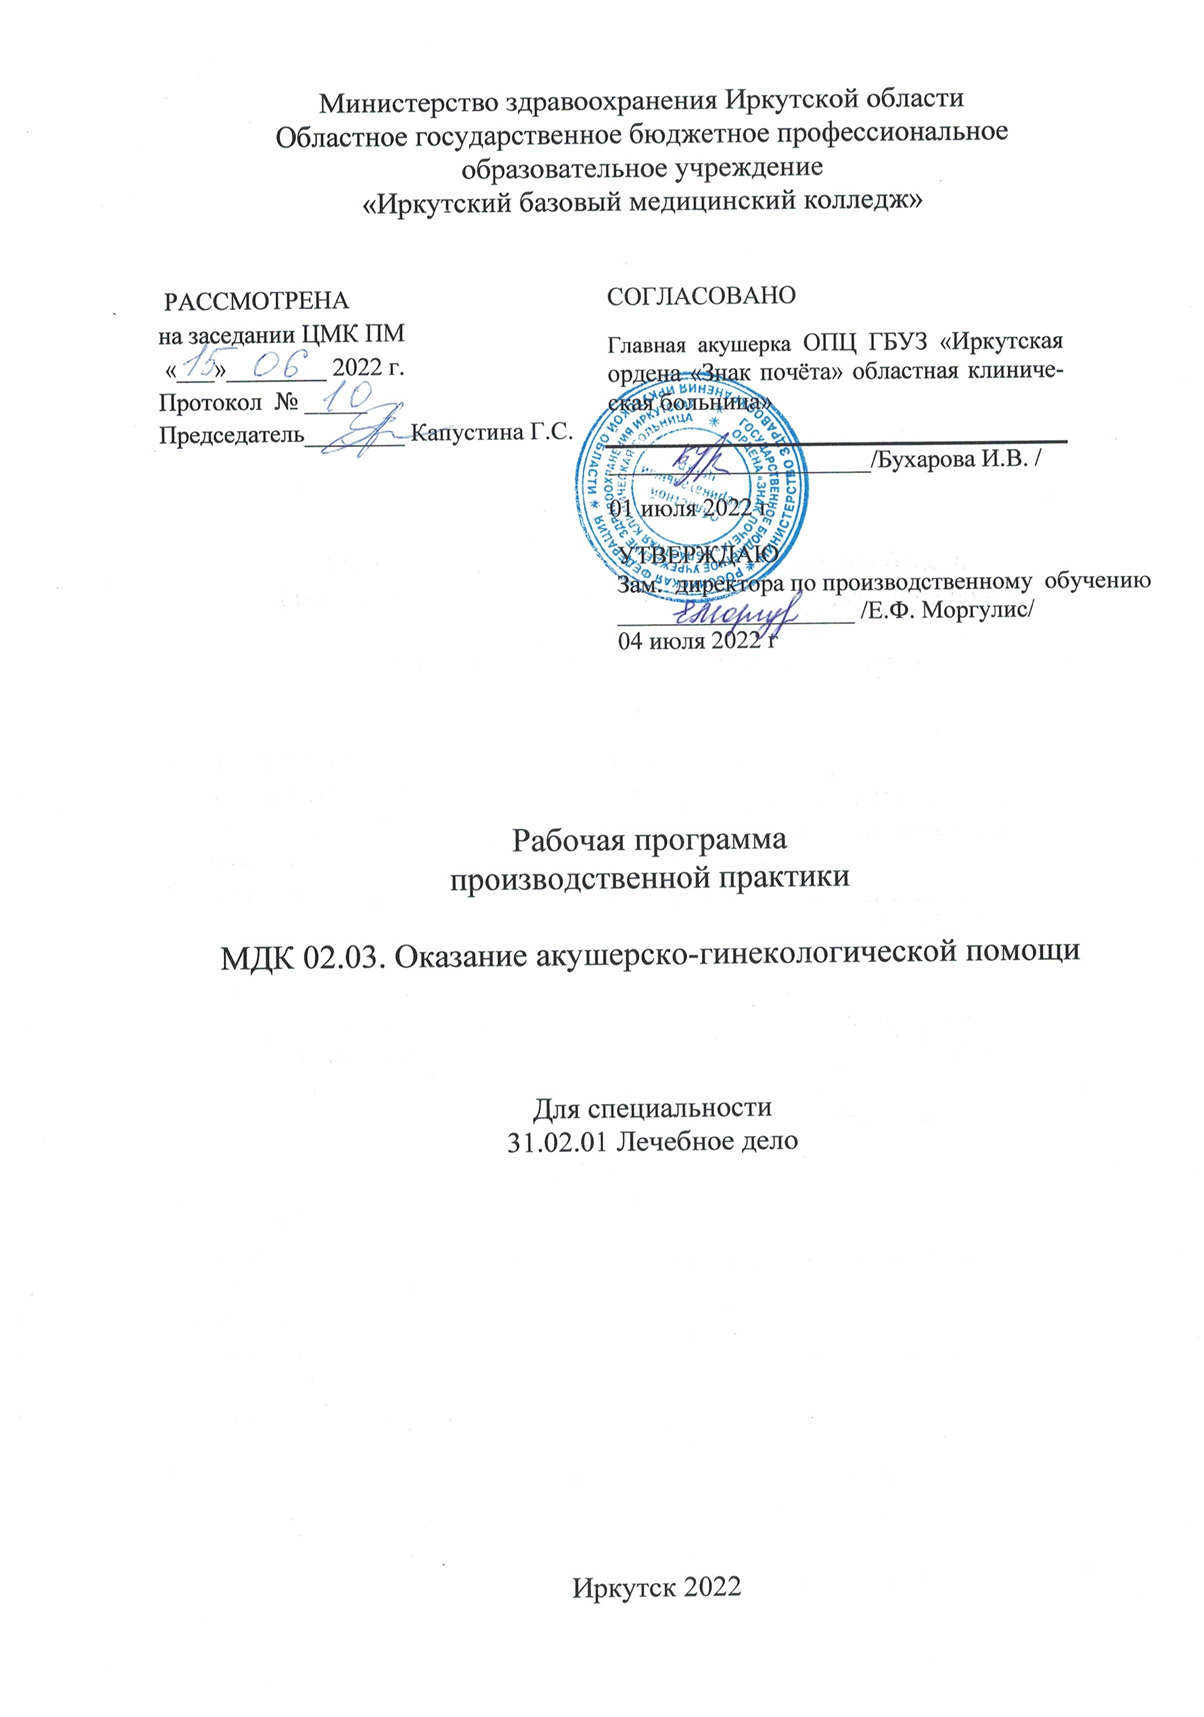 Министерство здравоохранения Иркутской области
Областное государственное бюджетное профессиональное
образовательное учреждение
«Иркутский базовый медицинский колледж»
РАССМОТРЕНА
на заседании ЦМК ПМ
«15» 06 2022 г.
Протокол № 10
Председатель Капустина Г.С.
СОГЛАСОВАНО
Главная акушерка ОПЦ ГБУЗ «Иркутская
ордена «Знак почёта» областная клиниче-
ская больница»
/Бухарова И.В. /
01 июля 2022 г
УТВЕРЖДАЮ
Зам. директора по производственному обучению
/Е.Ф. Моргулис/
04 июля 2022 г
Рабочая программа
производственной практики
МДК 02.03. Оказание акушерско-гинекологической помощи
Для специальности
31.02.01 Лечебное дело
Иркутск 2022